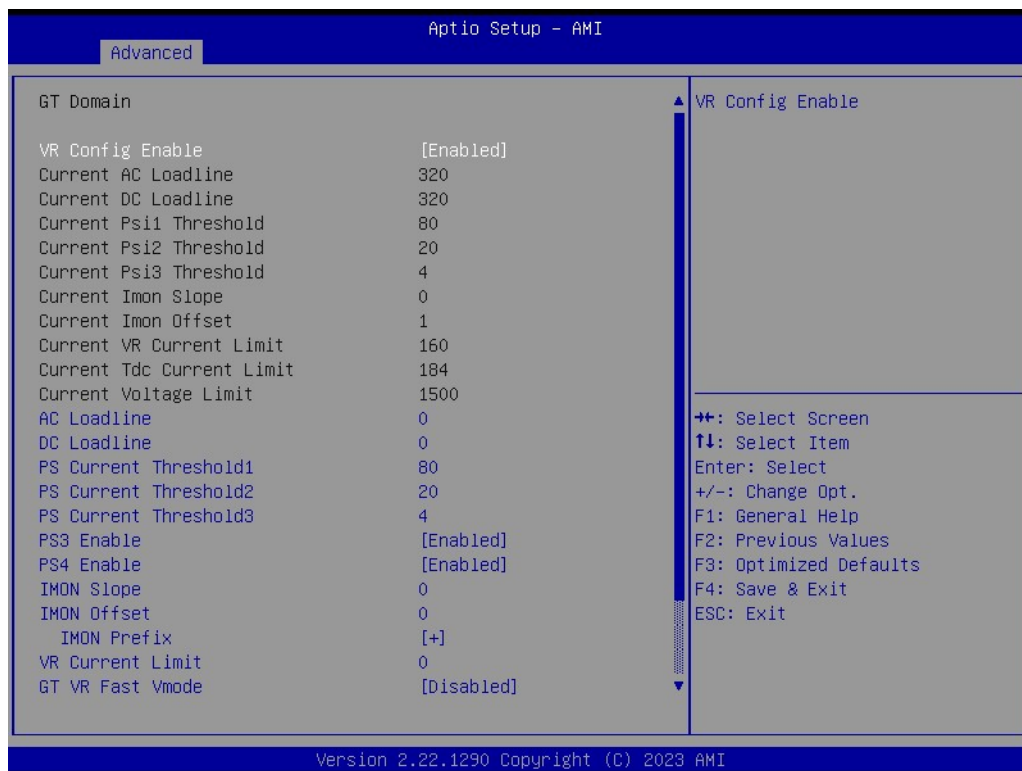 Aptio Setup – AMI
Advanced
GT Domain
VR Config Enable [Enabled]
Current AC Loadline 320
Current DC Loadline 320
Current Psi1 Threshold 80
Current Psi2 Threshold 20
Current Psi3 Threshold 4
Current Imon Slope 0
Current Imon Offset 1
Current VR Current Limit 160
Current Tdc Current Limit 184
Current Voltage Limit 1500
AC Loadline 0
DC Loadline 0
PS Current Threshold1 80
PS Current Threshold2 20
PS Current Threshold3 4
PS3 Enable [Enabled]
PS4 Enable [Enabled]
IMON Slope 0
IMON Offset 0
IMON Prefix [+]
VR Current Limit 0
GT VR Fast Vmode [Disabled]
VR Config Enable
→←: Select Screen
↑↓: Select Item
Enter: Select
+/-: Change Opt.
F1: General Help
F2: Previous Values
F3: Optimized Defaults
F4: Save & Exit
ESC: Exit
Version 2.22.1290 Copyright (C) 2023 AMI